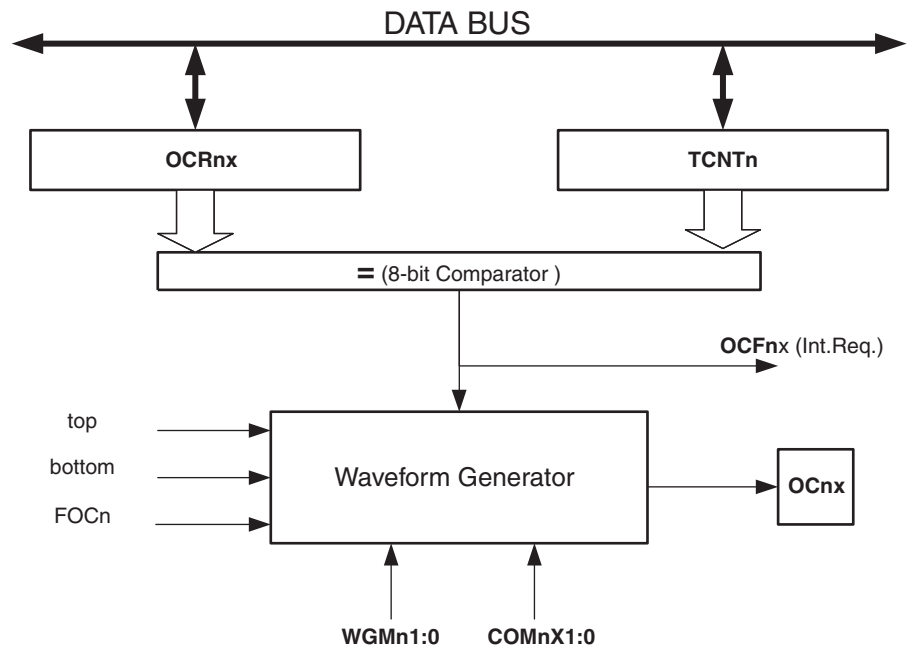 DATA BUS
OCRnx
TCNTn
= (8-bit Comparator )
OCFnx (Int.Req.)
top
bottom
FOCn
Waveform Generator
OCnx
WGMn1:0
COMnX1:0